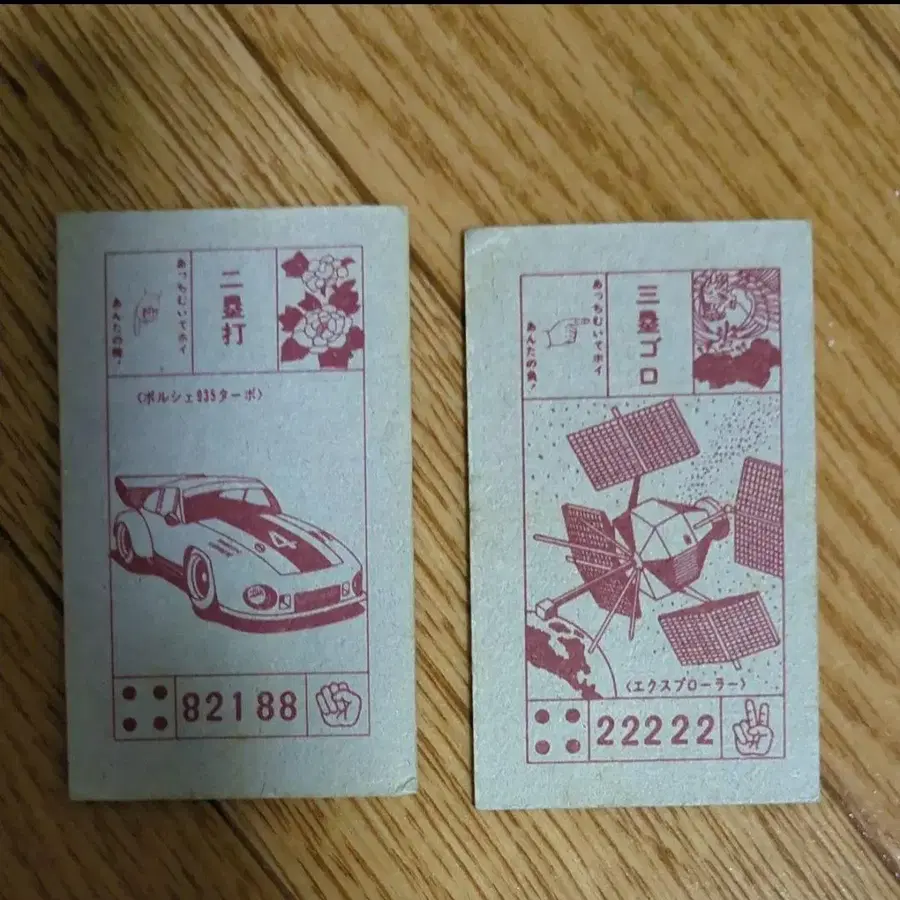 二塁打
あっちむいてホイ
あんたの
〈ポルシェ935ターボ〉
4
82188
三塁ゴロ
あっちむいてホイ
あんたの
〈エクスプローラー〉
22222